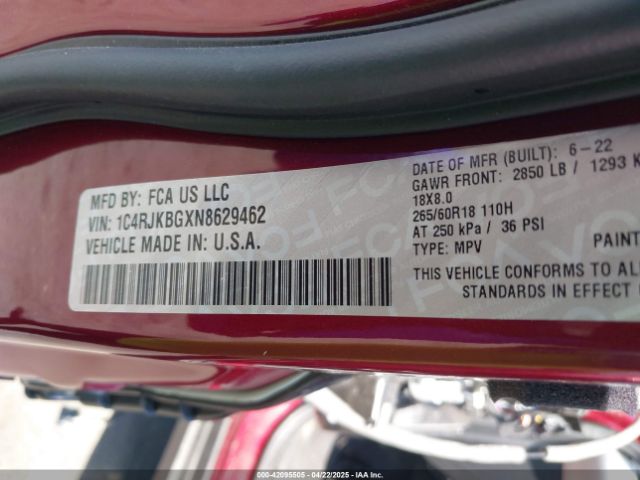 MFD BY: FCA US LLC
VIN: 1C4RJKBGXN8629462
VEHICLE MADE IN: U.S.A.
DATE OF MFR (BUILT): 6-22
GAWR FRONT: 2850 LB / 1293 K
18X8.0
265/60R18 110H
AT 250 kPa / 36 PSI
TYPE: MPV
PAINT
THIS VEHICLE CONFORMS TO ALL
STANDARDS IN EFFECT
FCA
000-42095505 - 04/22/2025 - IAA Inc.